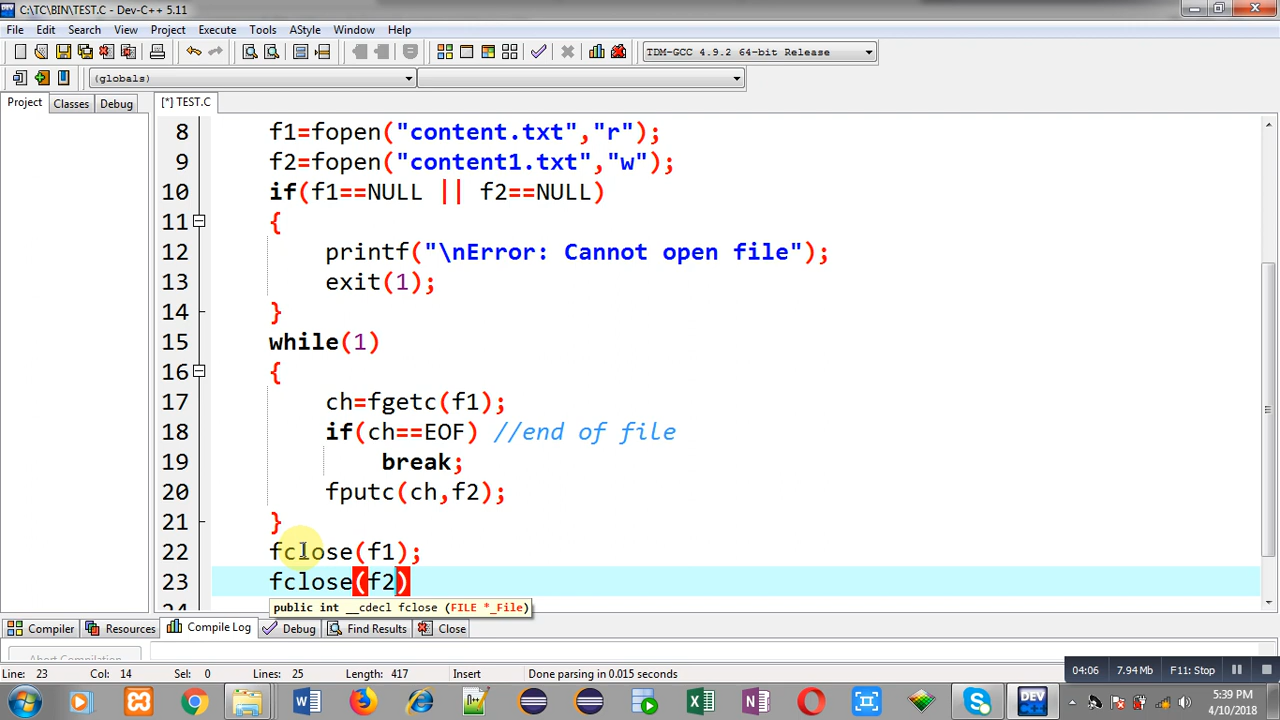 C:\TC\BIN\TEST.C - Dev-C++ 5.11
File Edit Search View Project Execute Tools AStyle Window Help
TDM-GCC 4.9.2 64-bit Release
(globals)
Project Classes Debug [*] TEST.C
8 f1=fopen("content.txt","r");
9 f2=fopen("content1.txt","w");
10 if(f1==NULL || f2==NULL)
11 {
12 printf("\nError: Cannot open file");
13 exit(1);
14 }
15 while(1)
16 {
17 ch=fgetc(f1);
18 if(ch==EOF) //end of file
19 break;
20 fputc(ch,f2);
21 }
22 fclose(f1);
23 fclose(f2)
public int __cdecl fclose (FILE *_File)
Compiler Resources Compile Log Debug Find Results Close
Abort Compilation
Line: 23 Col: 14 Sel: 0 Lines: 25 Length: 417 Insert Done parsing in 0.015 seconds
04:06 7.94 Mb F11: Stop
5:39 PM
4/10/2018